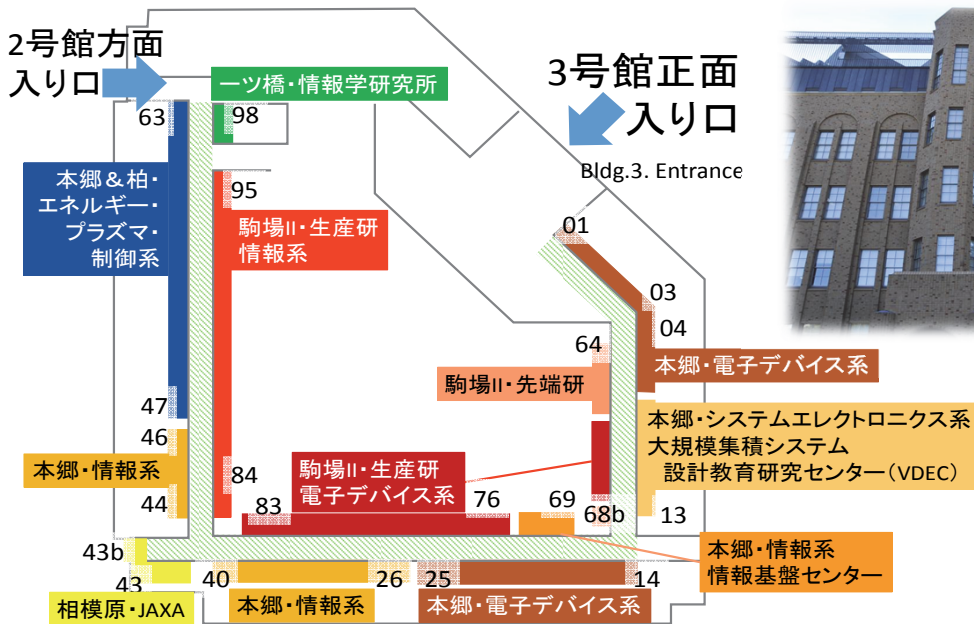 2号館方面
入り口
一ツ橋・情報学研究所
3号館正面
入り口
Bldg.3. Entrance
63
98
本郷&柏・
エネルギー・
プラズマ・
制御系
95
駒場II・生産研
情報系
01
03
04
64
本郷・電子デバイス系
駒場II・先端研
47
46
本郷・情報系
44
84
本郷・システムエレクトロニクス系
大規模集積システム
設計教育研究センター(VDEC)
駒場II・生産研
電子デバイス系
83
76
69
68b
13
43b
43
40
26
25
14
本郷・情報系
情報基盤センター
相模原・JAXA
本郷・情報系
本郷・電子デバイス系